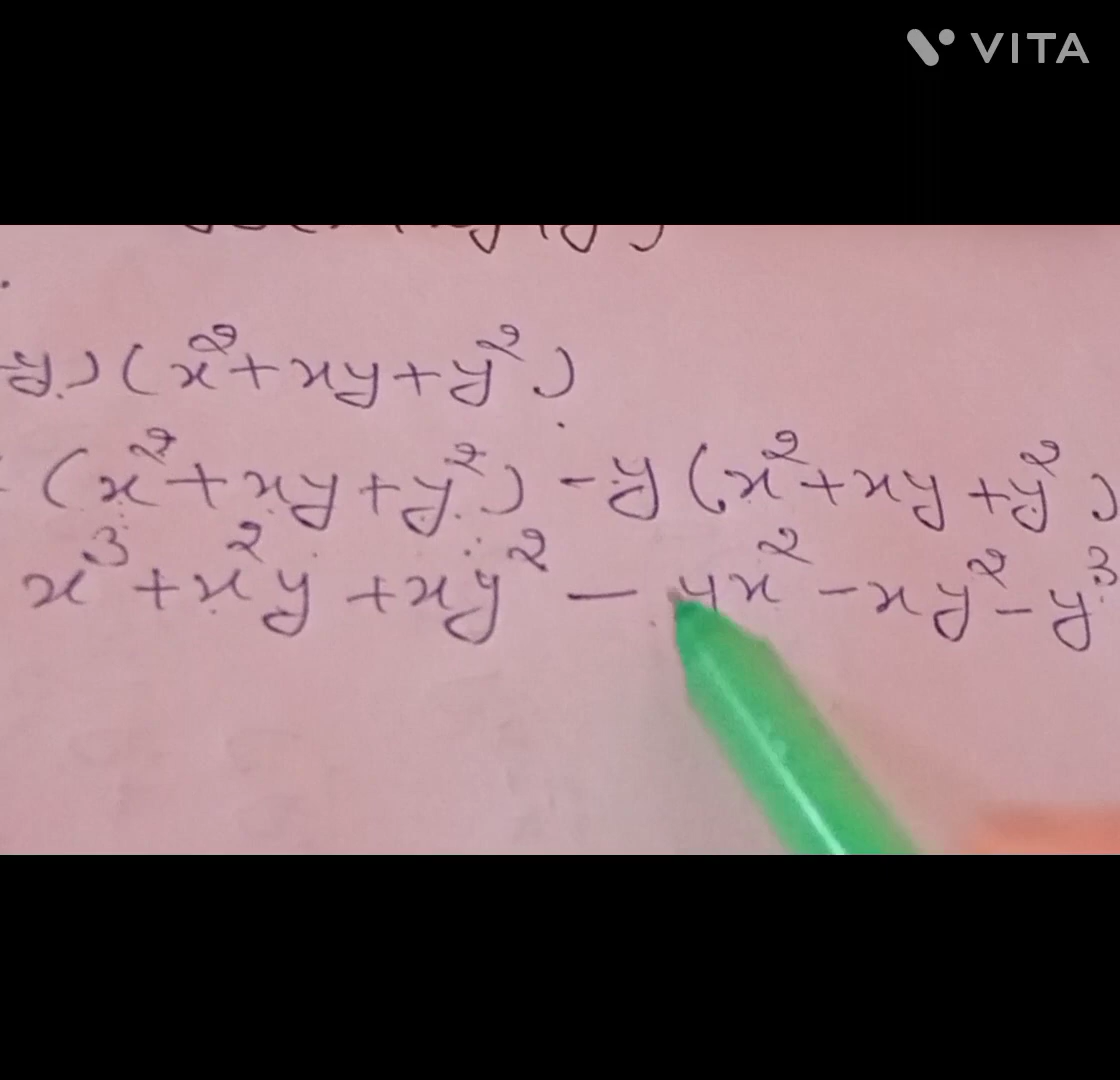 VITA
-y) (x² + xy + y²)
(x² + xy + y²) - y (x² + xy + y²)
x³ + x²y + xy² - yx² - xy² - y³